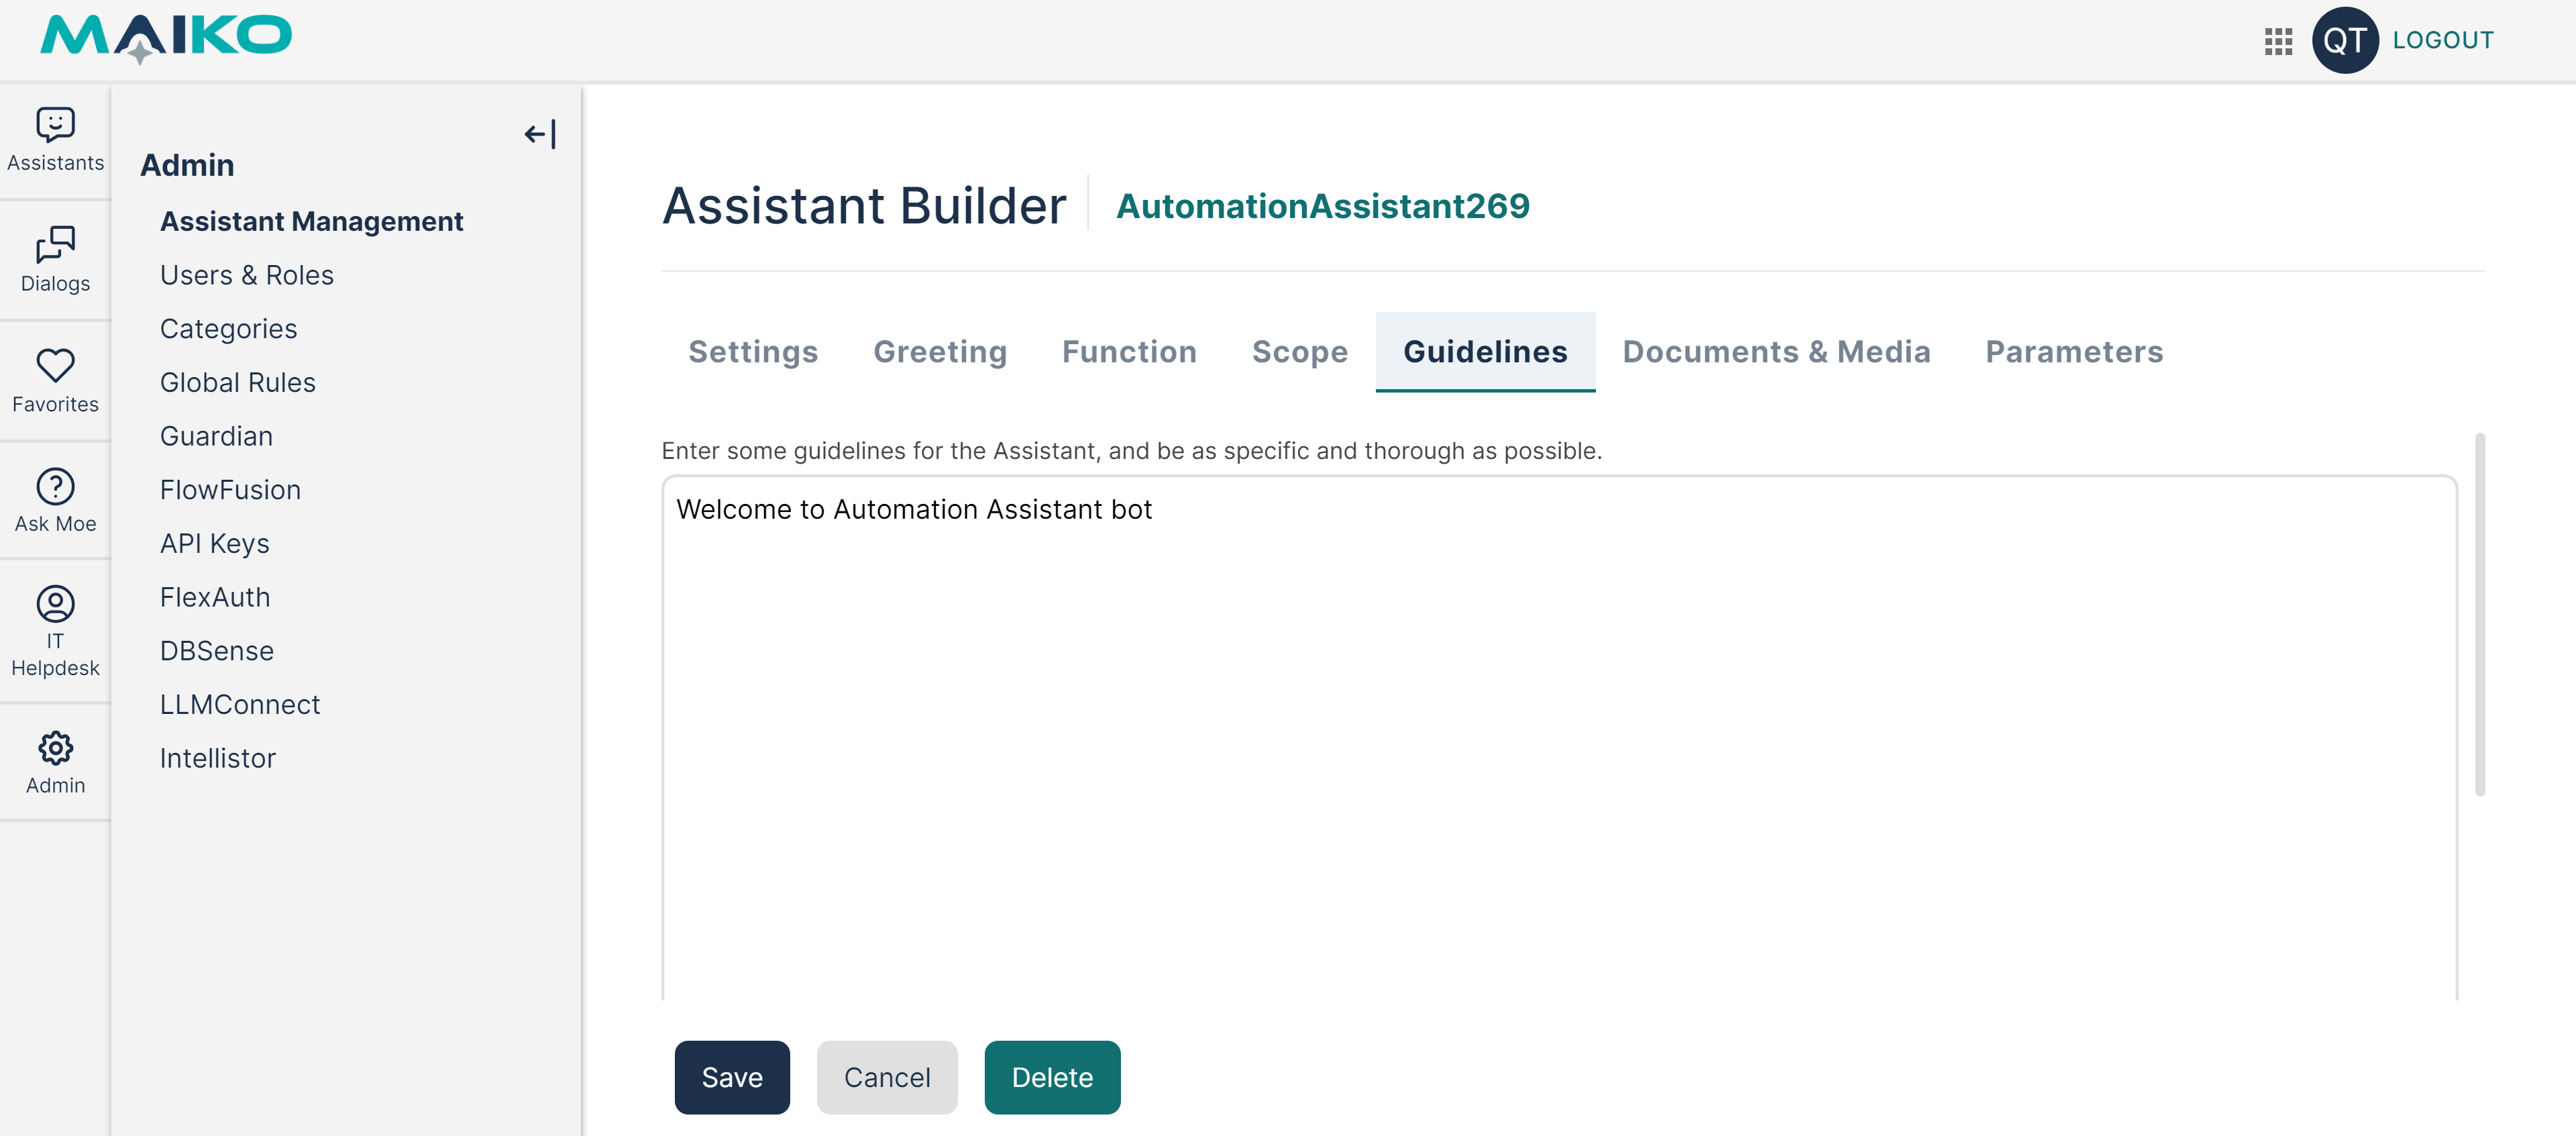 MAIKO
QT
LOGOUT
Assistants
Dialogs
Favorites
Ask Moe
IT
Helpdesk
Admin
Admin
Assistant Management
Users & Roles
Categories
Global Rules
Guardian
FlowFusion
API Keys
FlexAuth
DBSense
LLMConnect
Intellistor
Assistant Builder
AutomationAssistant269
Settings
Greeting
Function
Scope
Guidelines
Documents & Media
Parameters
Enter some guidelines for the Assistant, and be as specific and thorough as possible.
Welcome to Automation Assistant bot
Save
Cancel
Delete